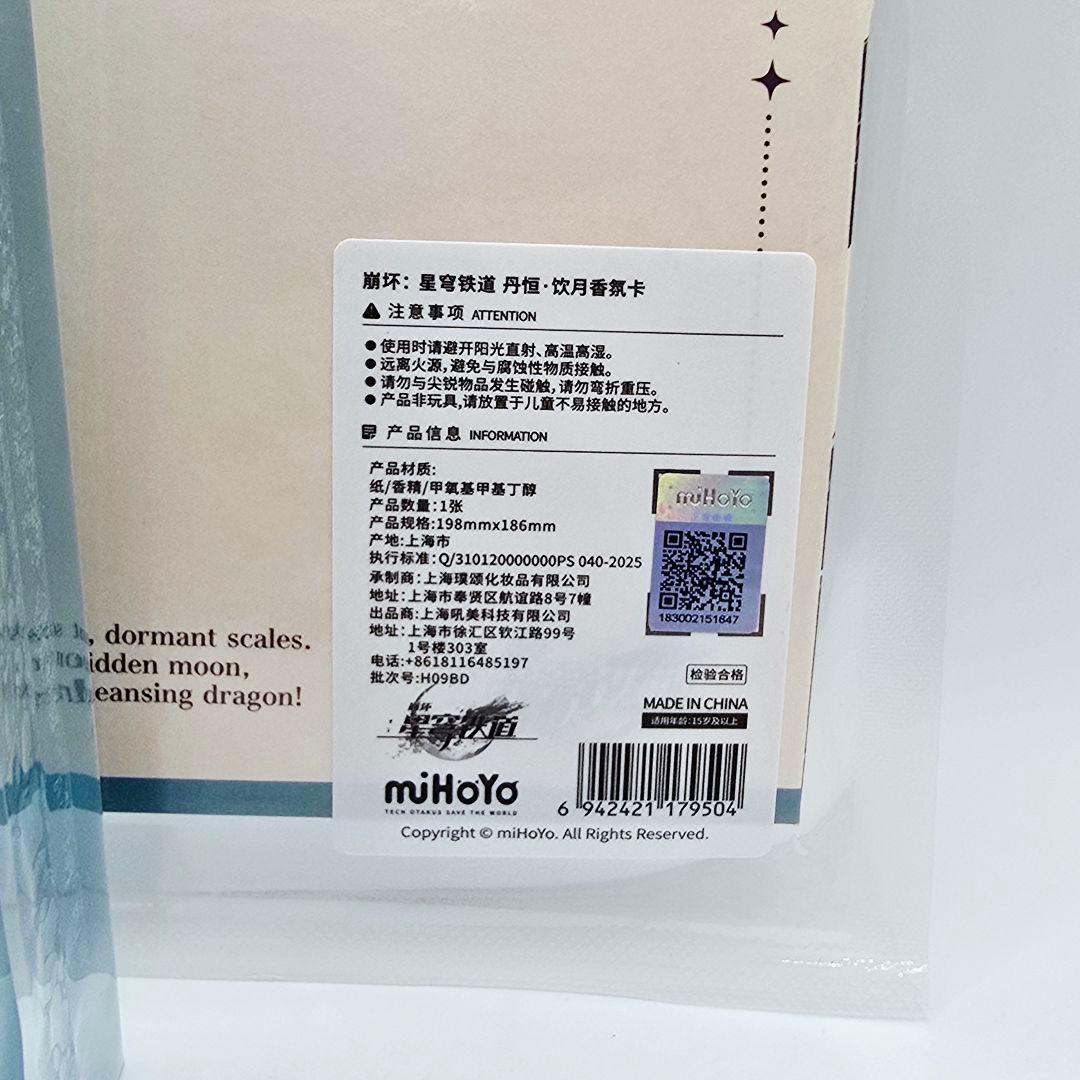 崩坏：星穹铁道 丹恒·饮月香氛卡
注意事项 ATTENTION
● 使用时请避开阳光直射、高温高湿。
● 远离火源，避免与腐蚀性物质接触。
● 请勿与尖锐物品发生碰触，请勿弯折重压。
● 产品非玩具，请放置于儿童不易接触的地方。
产品信息 INFORMATION
产品材质：
纸/香精/甲氧基甲基丁醇
产品数量：1张
产品规格：198mmx186mm
产地：上海市
执行标准：Q/310120000000PS 040-2025
承制商：上海璞颂化妆品有限公司
地址：上海市奉贤区航谊路8号7幢
出品商：上海吼美科技有限公司
地址：上海市徐汇区钦江路99号
1号楼303室
电话：+8618116485197
批次号：H09BD
miHoYo
183002151647
检验合格
MADE IN CHINA
适用年龄：15岁及以上
崩坏
星穹铁道
miHoYo
TECH OTAKUS SAVE THE WORLD
6 942421 179504
Copyright © miHoYo. All Rights Reserved.
, dormant scales.
idden moon,
eansing dragon!